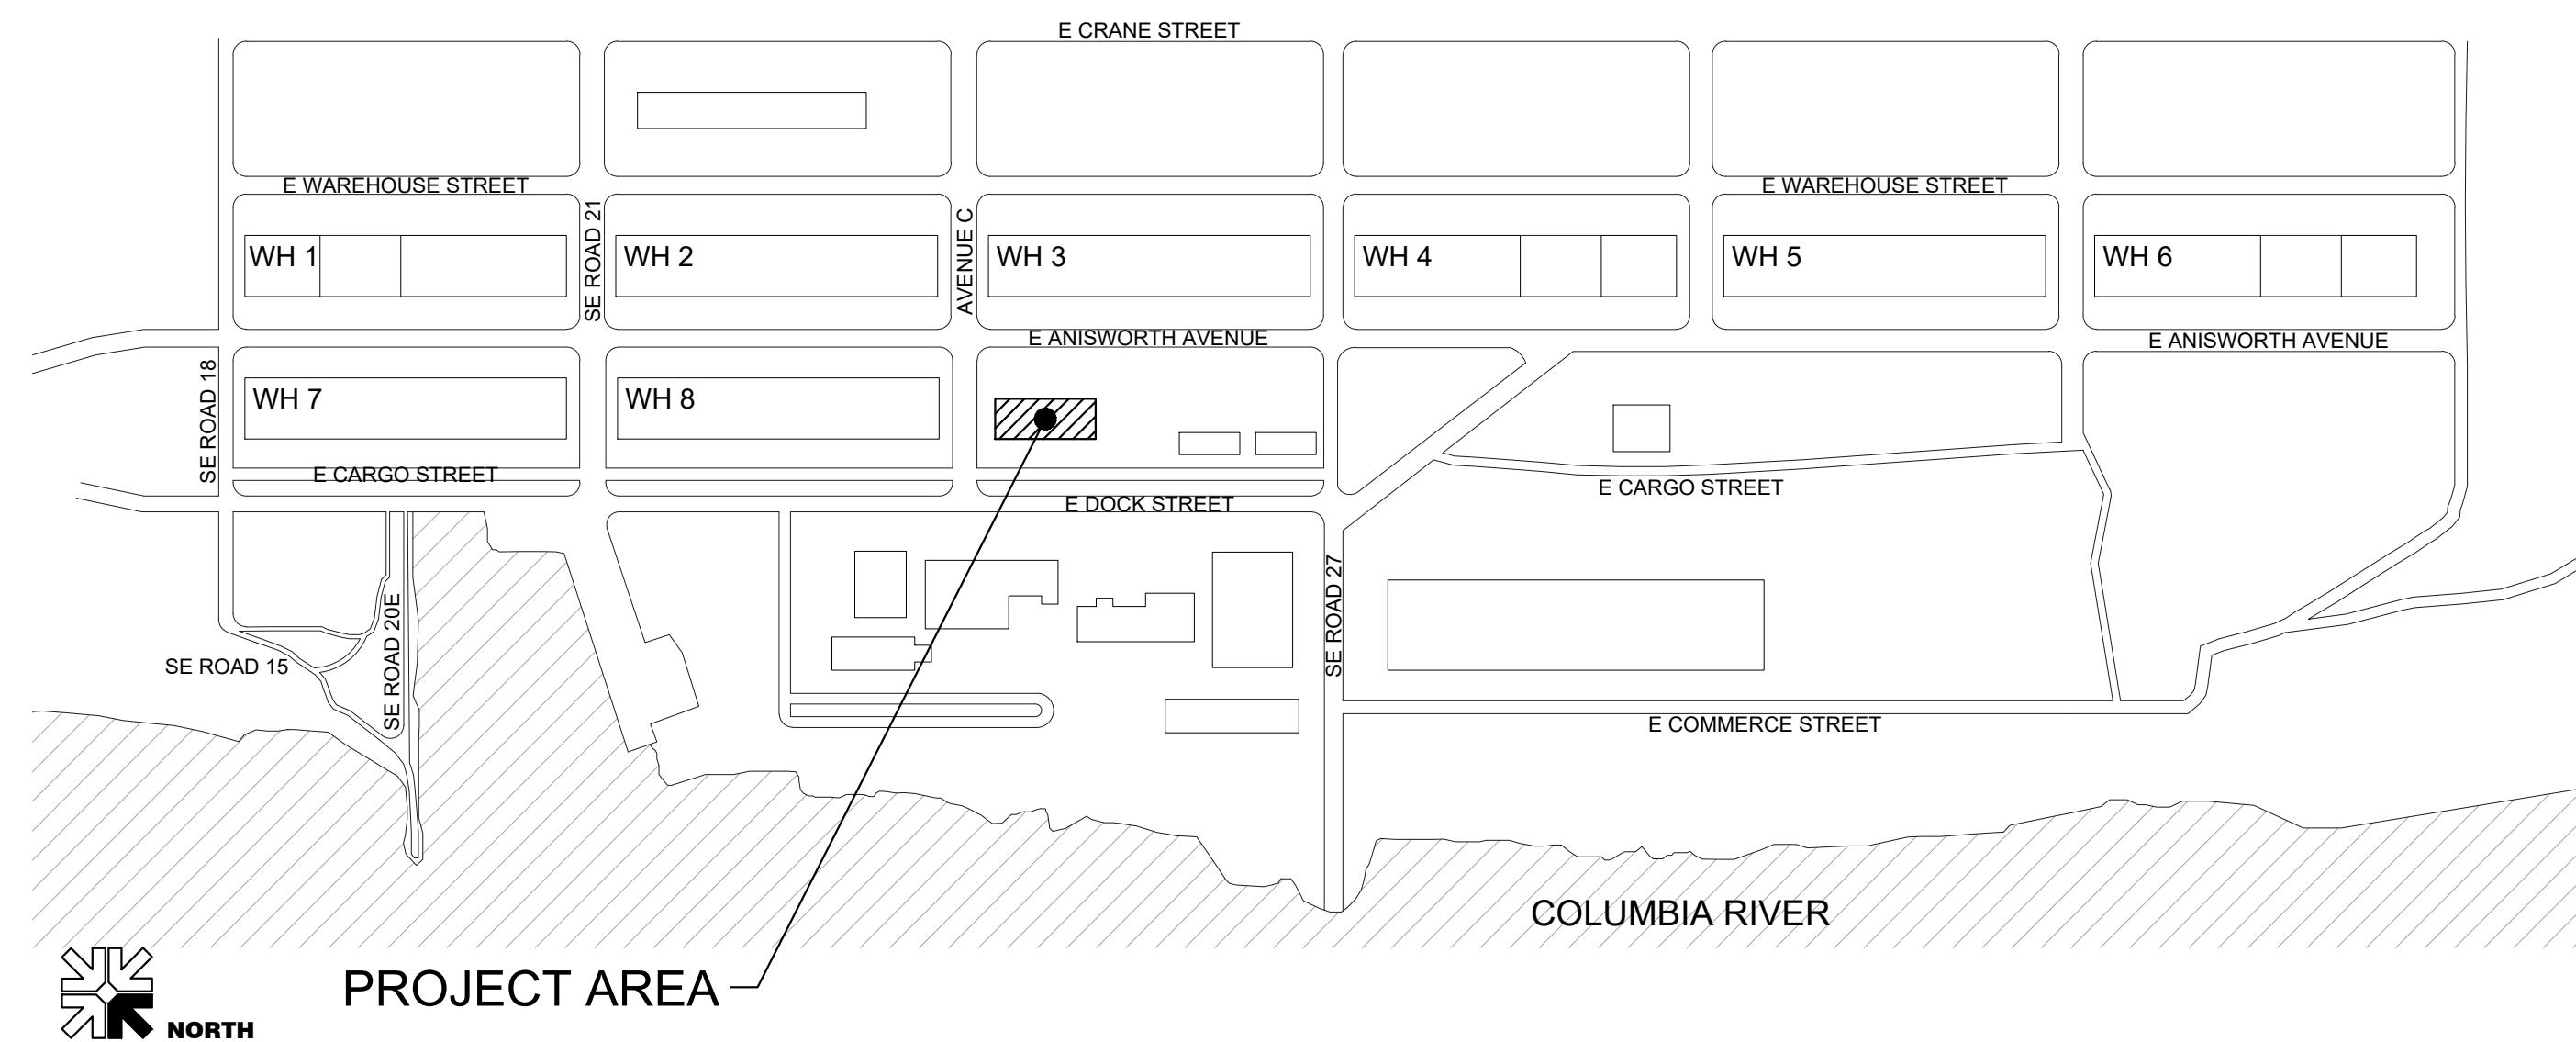 E CRANE STREET
E WAREHOUSE STREET
E WAREHOUSE STREET
SE ROAD 21
AVENUE C
WH 1
WH 2
WH 3
WH 4
WH 5
WH 6
E ANISWORTH AVENUE
E ANISWORTH AVENUE
SE ROAD 18
WH 7
WH 8
E CARGO STREET
E CARGO STREET
E DOCK STREET
SE ROAD 27
SE ROAD 20E
SE ROAD 15
E COMMERCE STREET
COLUMBIA RIVER
PROJECT AREA
NORTH